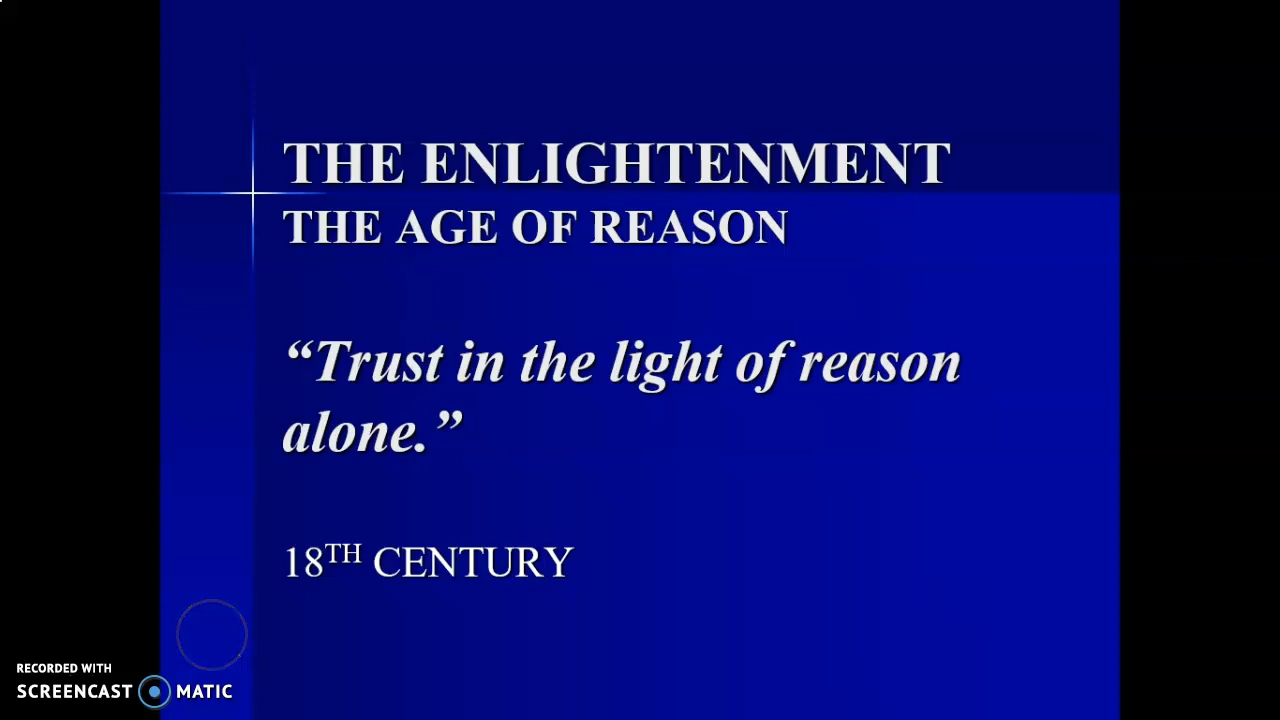 THE ENLIGHTENMENT
THE AGE OF REASON
“Trust in the light of reason
alone.”
18TH CENTURY
RECORDED WITH
SCREENCAST MATIC